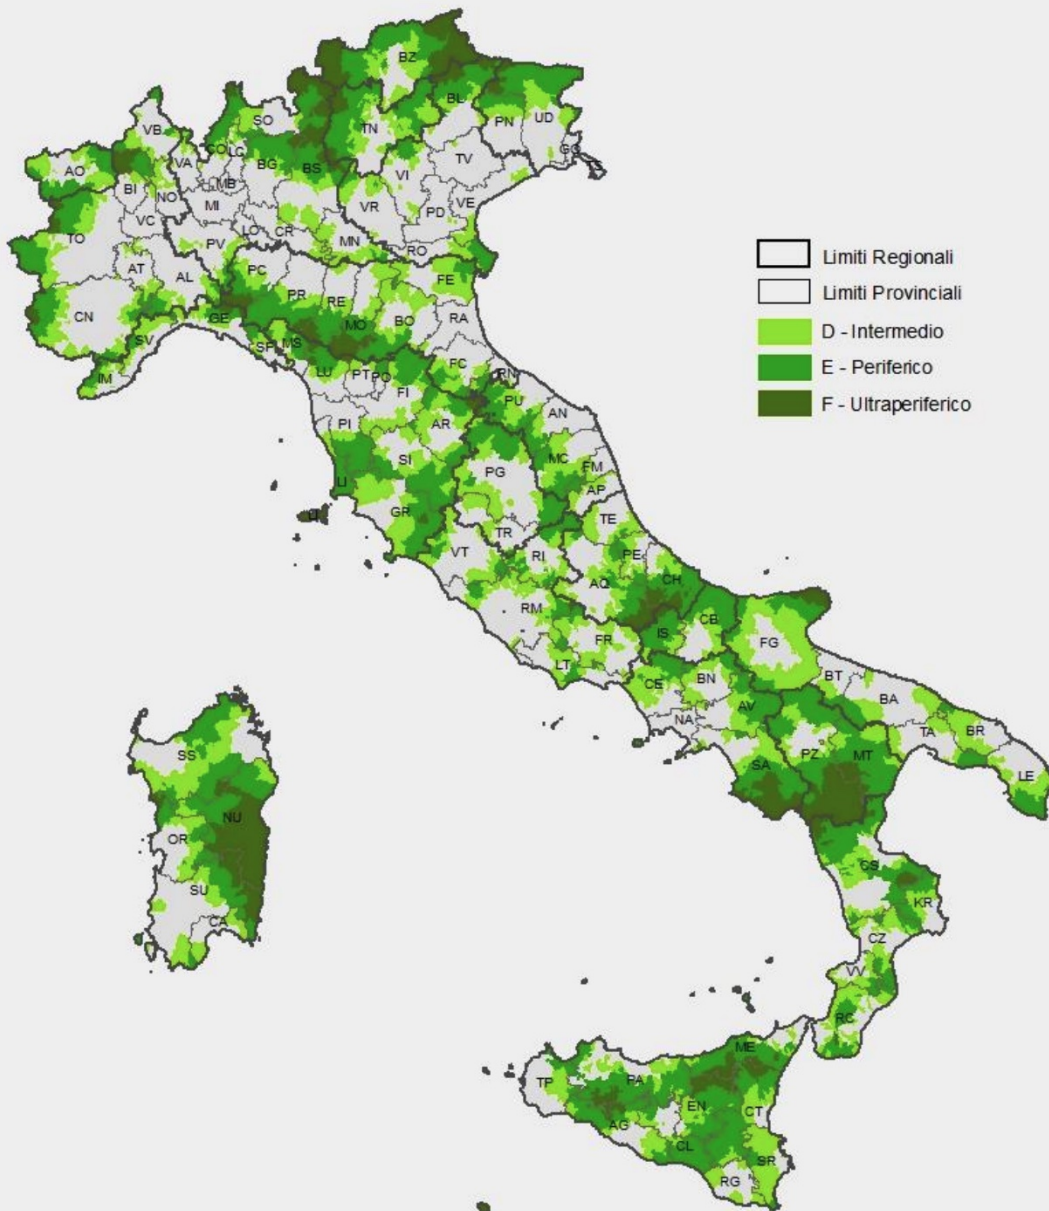 BZ
BL
SO
TN
UD
PN
VB
CO
LC
GO
TS
AO
VA
BG
BS
VI
TV
BI
MB
NO
MI
VR
PD
VE
VC
LO
CR
MN
TO
PV
RO
AT
PC
AL
FE
PR
RE
CN
GE
MO
BO
RA
SV
SP
MS
FC
IM
LU
PT
PO
FI
RN
PU
AN
PI
AR
SI
MC
FM
PG
AP
LI
GR
TE
LI
TR
VT
RI
PE
CH
AQ
RM
CB
FR
IS
FG
LT
BT
CE
BN
BA
AV
NA
TA
BR
PZ
MT
SA
LE
SS
NU
OR
SU
CA
CS
KR
CZ
VV
RC
ME
TP
PA
EN
CT
AG
CL
SR
RG
Limiti Regionali
Limiti Provinciali
D - Intermedio
E - Periferico
F - Ultraperiferico